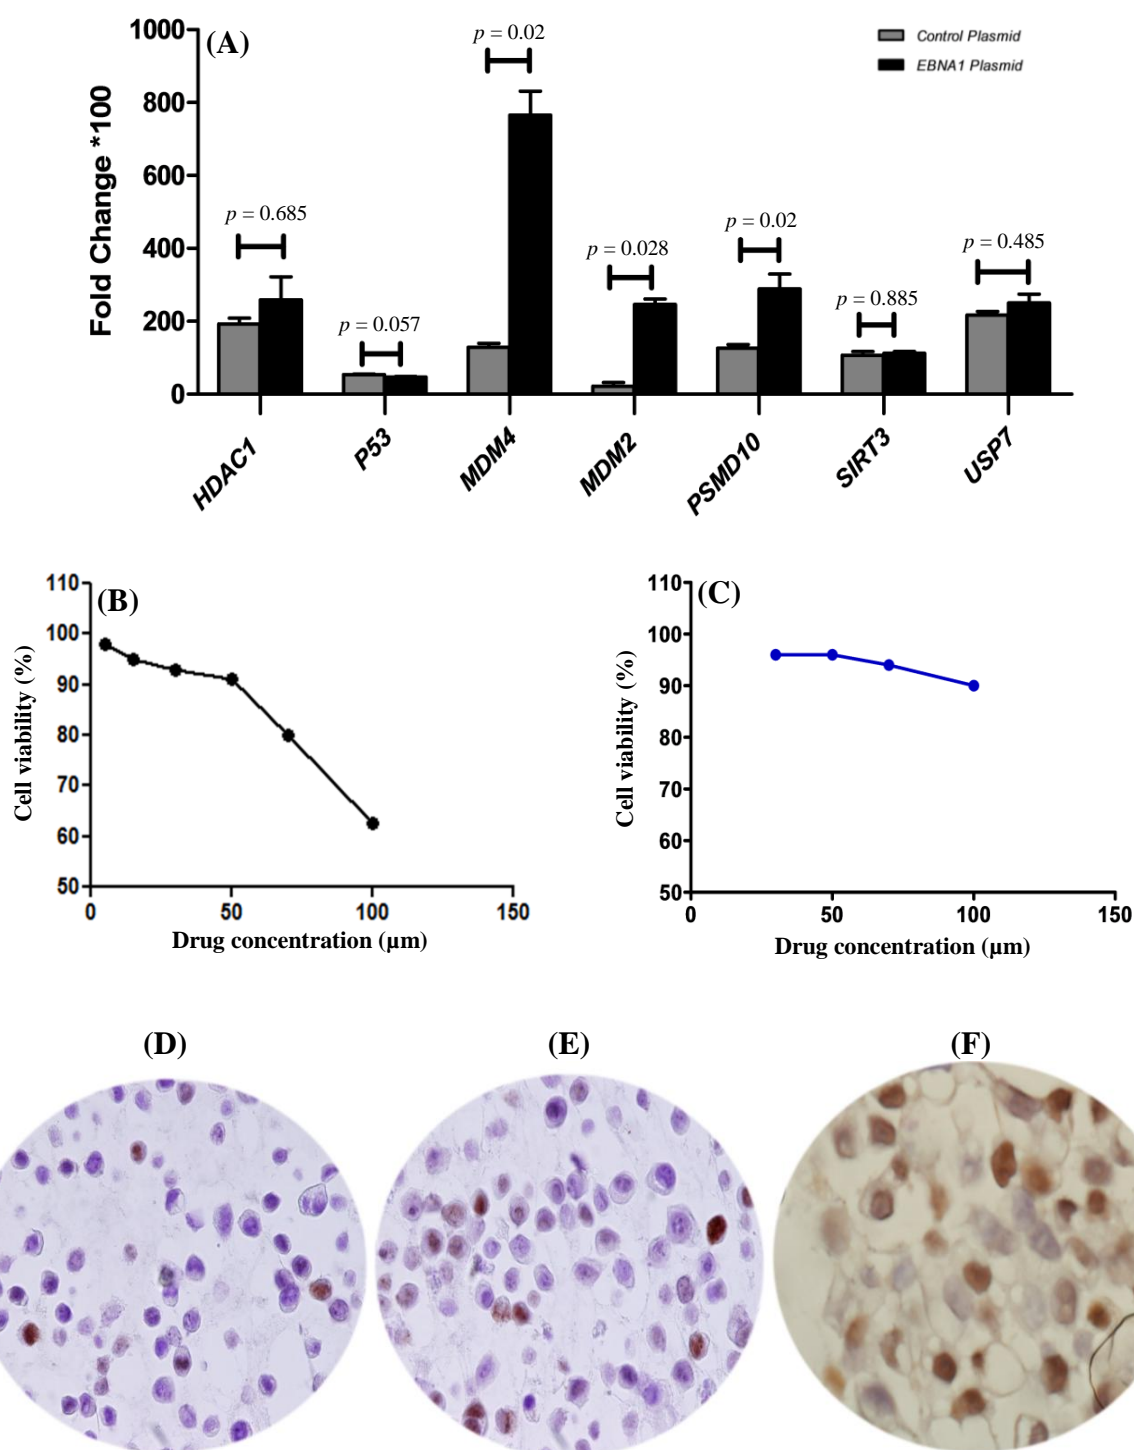 (A)
Fold Change *100
1000
800
600
400
200
0
Control Plasmid
EBNA1 Plasmid
p = 0.685
p = 0.057
p = 0.02
p = 0.028
p = 0.02
p = 0.885
p = 0.485
HDAC1
P53
MDM4
MDM2
PSMD10
SIRT3
USP7
(B)
Cell viability (%)
110
100
90
80
70
60
50
0 50 100 150
Drug concentration (µm)
(C)
Cell viability (%)
110
100
90
80
70
60
50
0 50 100 150
Drug concentration (µm)
(D)
(E)
(F)